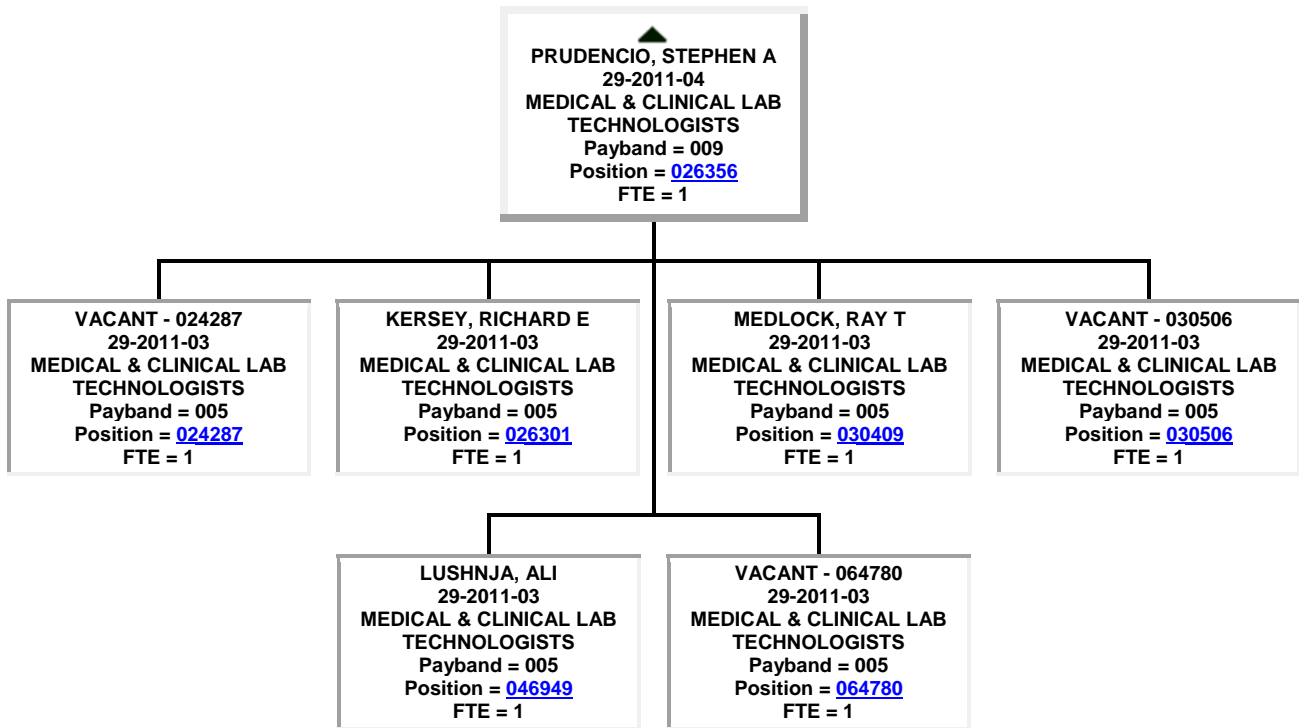 PRUDENCIO, STEPHEN A
29-2011-04
MEDICAL & CLINICAL LAB
TECHNOLOGISTS
Payband = 009
Position = 026356
FTE = 1
VACANT - 024287
29-2011-03
MEDICAL & CLINICAL LAB
TECHNOLOGISTS
Payband = 005
Position = 024287
FTE = 1
KERSEY, RICHARD E
29-2011-03
MEDICAL & CLINICAL LAB
TECHNOLOGISTS
Payband = 005
Position = 026301
FTE = 1
MEDLOCK, RAY T
29-2011-03
MEDICAL & CLINICAL LAB
TECHNOLOGISTS
Payband = 005
Position = 030409
FTE = 1
VACANT - 030506
29-2011-03
MEDICAL & CLINICAL LAB
TECHNOLOGISTS
Payband = 005
Position = 030506
FTE = 1
LUSHNJA, ALI
29-2011-03
MEDICAL & CLINICAL LAB
TECHNOLOGISTS
Payband = 005
Position = 046949
FTE = 1
VACANT - 064780
29-2011-03
MEDICAL & CLINICAL LAB
TECHNOLOGISTS
Payband = 005
Position = 064780
FTE = 1